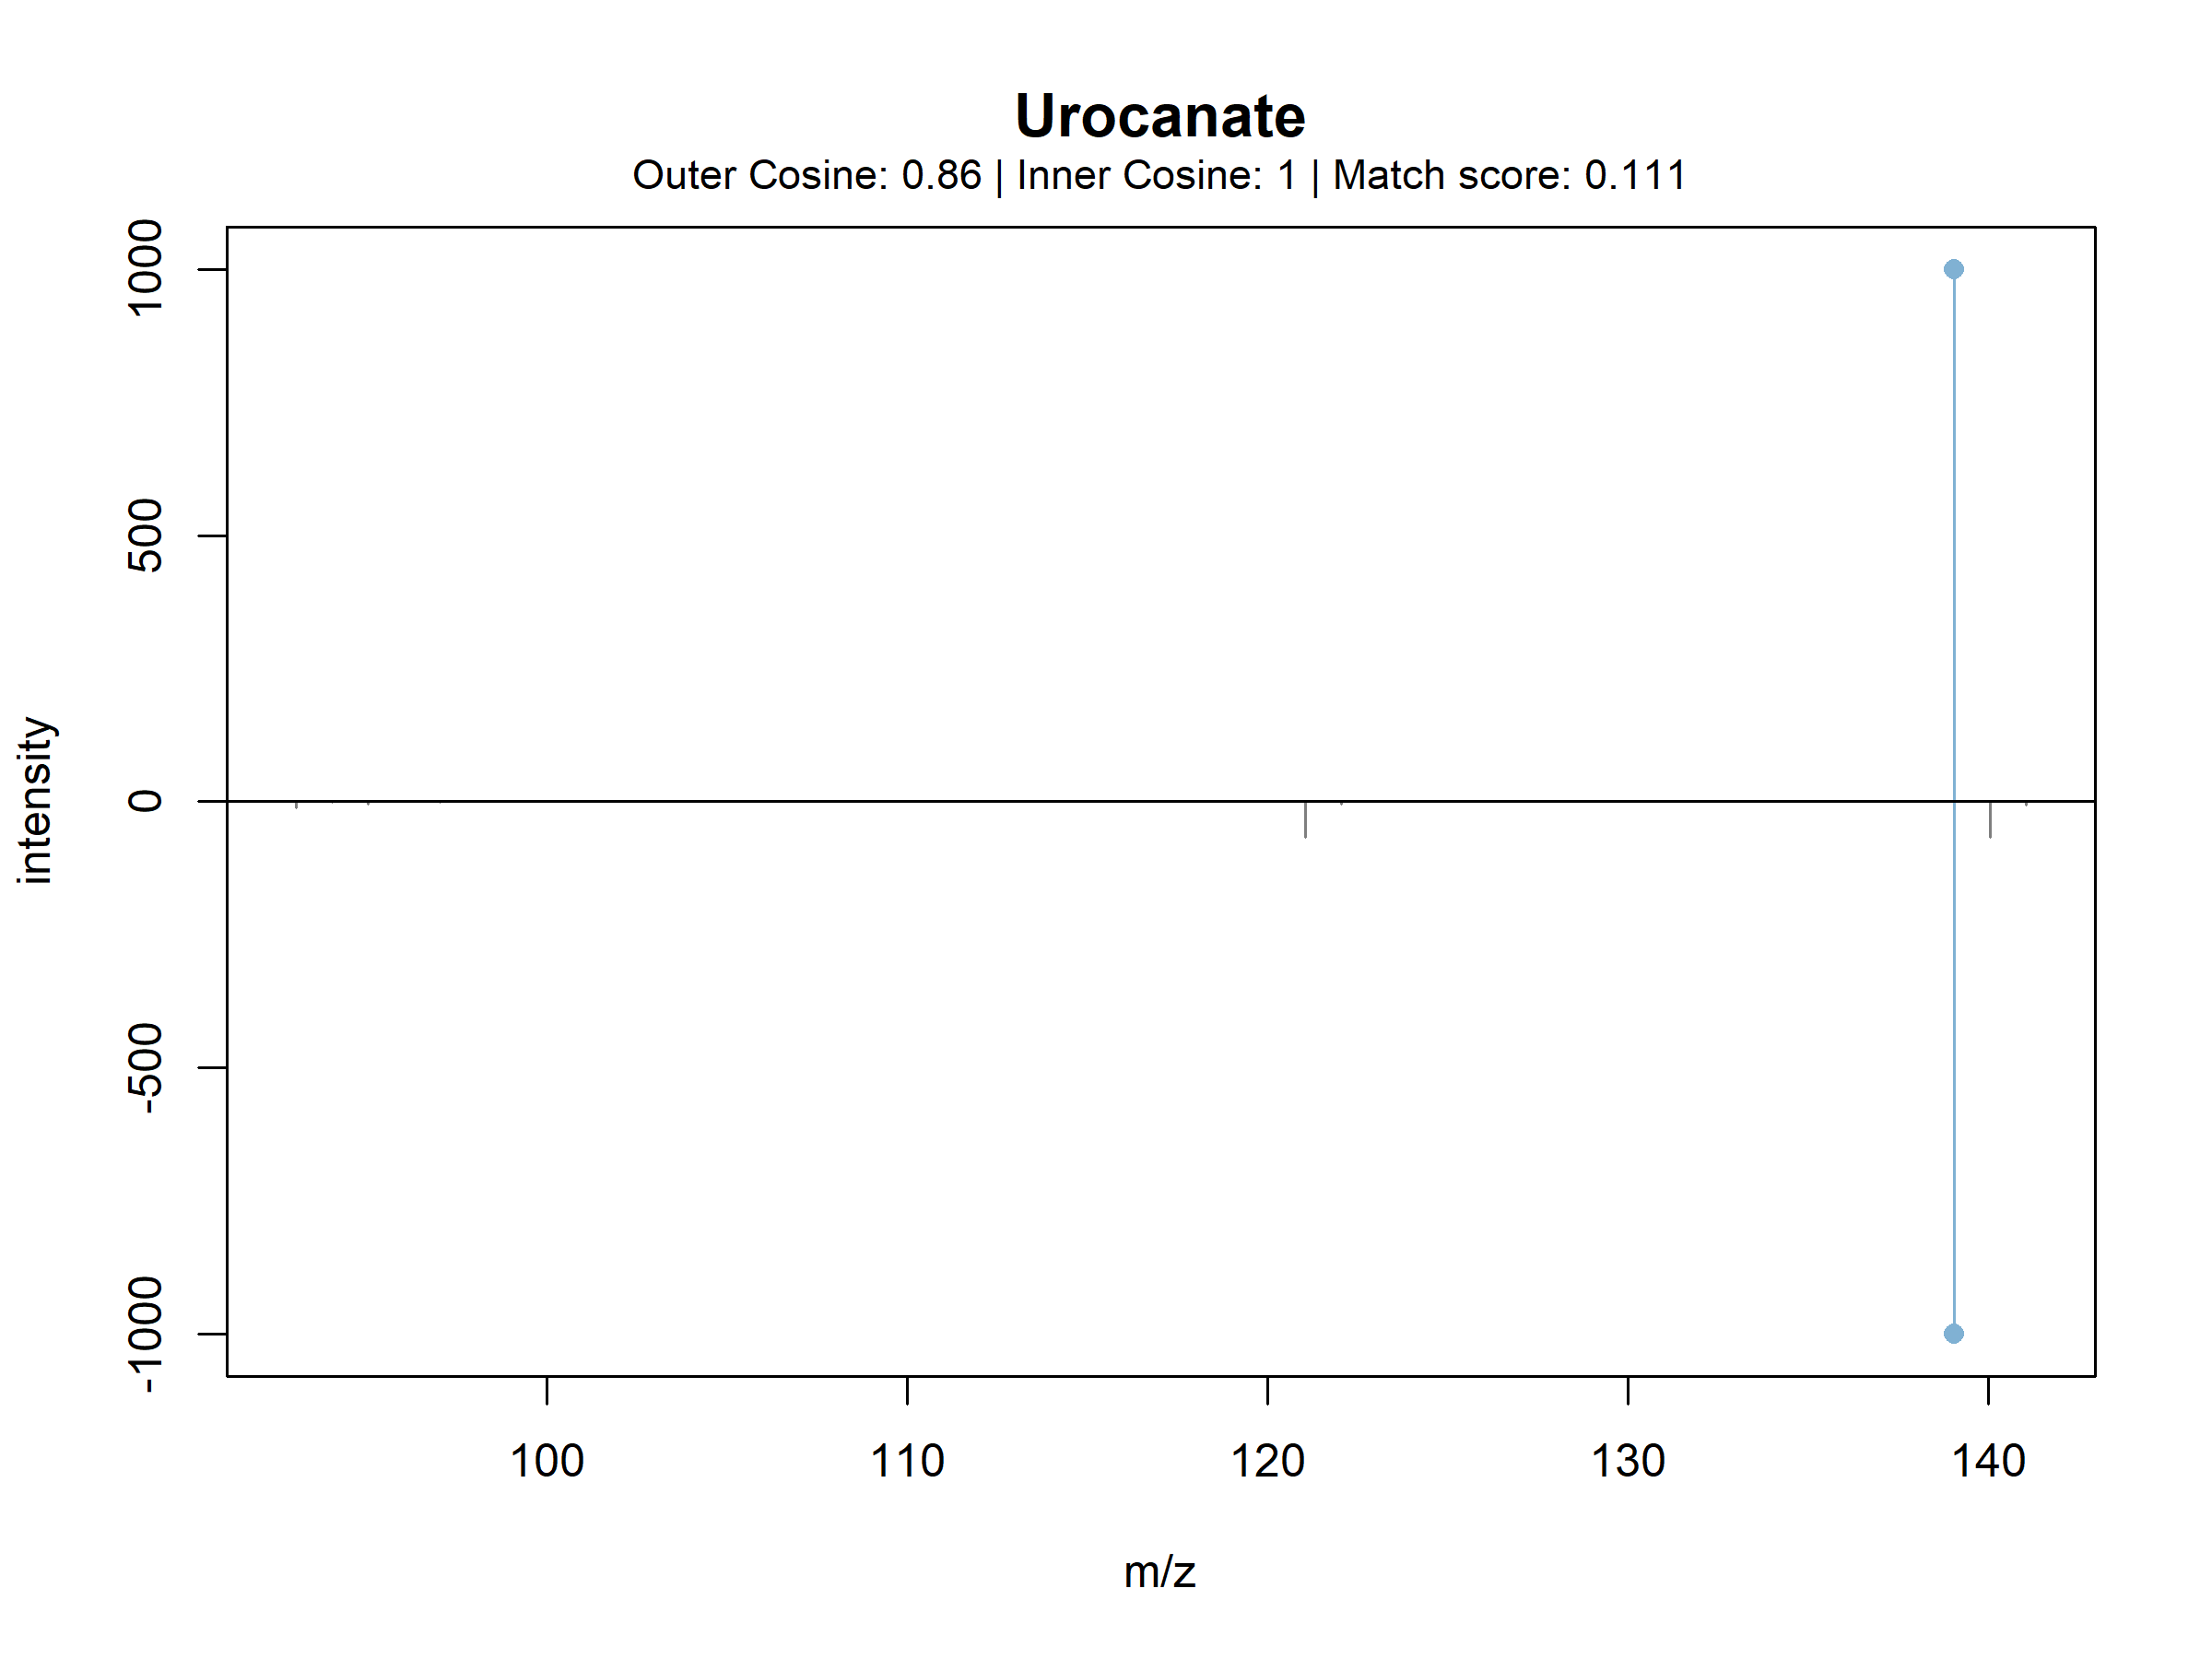 Urocanate
Outer Cosine: 0.86 | Inner Cosine: 1 | Match score: 0.111
1000
500
0
-500
-1000
intensity
100 110 120 130 140
m/z